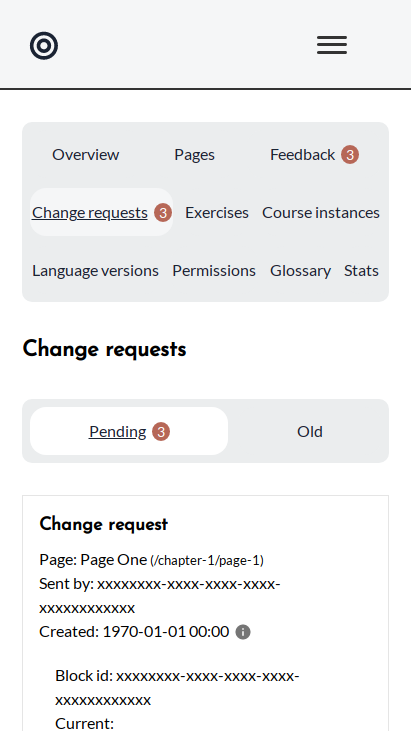 Overview Pages Feedback 3
Change requests 3 Exercises Course instances
Language versions Permissions Glossary Stats
Change requests
Pending 3 Old
Change request
Page: Page One (/chapter-1/page-1)
Sent by: xxxxxxxx-xxxx-xxxx-xxxx-
xxxxxxxxxxxx
Created: 1970-01-01 00:00
Block id: xxxxxxxx-xxxx-xxxx-xxxx-
xxxxxxxxxxxx
Current: